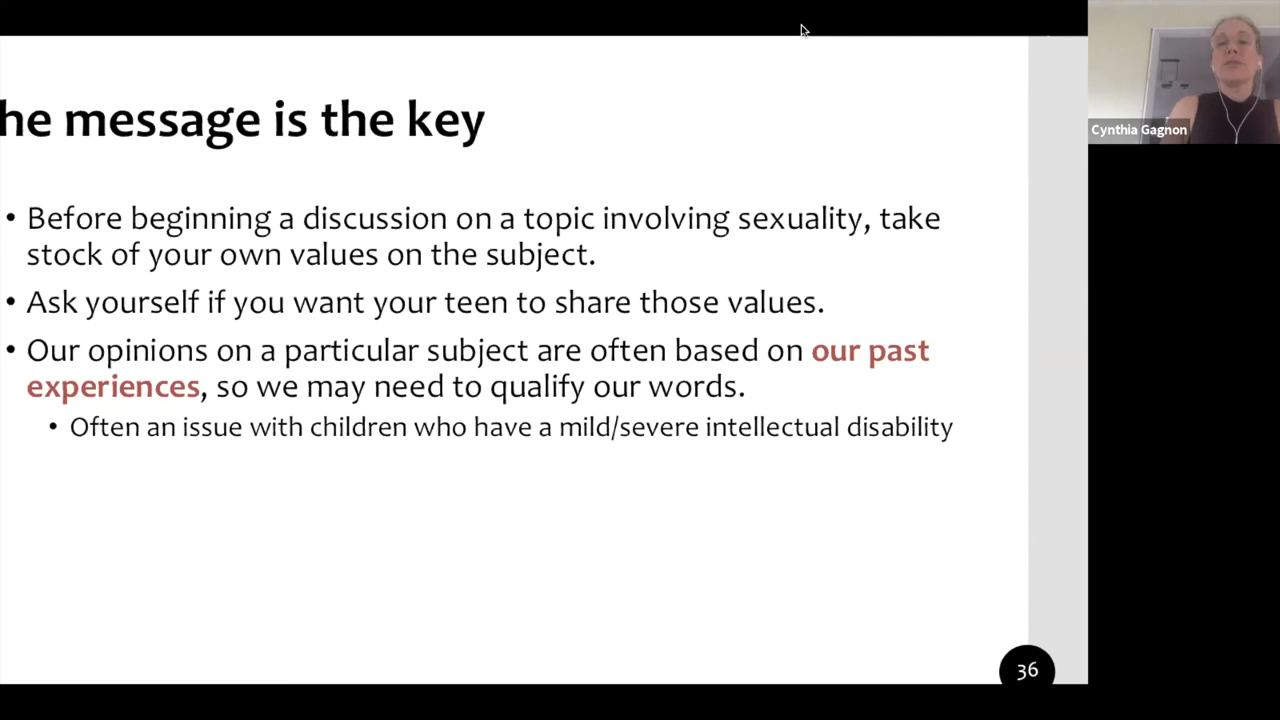 he message is the key
• Before beginning a discussion on a topic involving sexuality, take
stock of your own values on the subject.
• Ask yourself if you want your teen to share those values.
• Our opinions on a particular subject are often based on our past
experiences, so we may need to qualify our words.
• Often an issue with children who have a mild/severe intellectual disability
36
Cynthia Gagnon